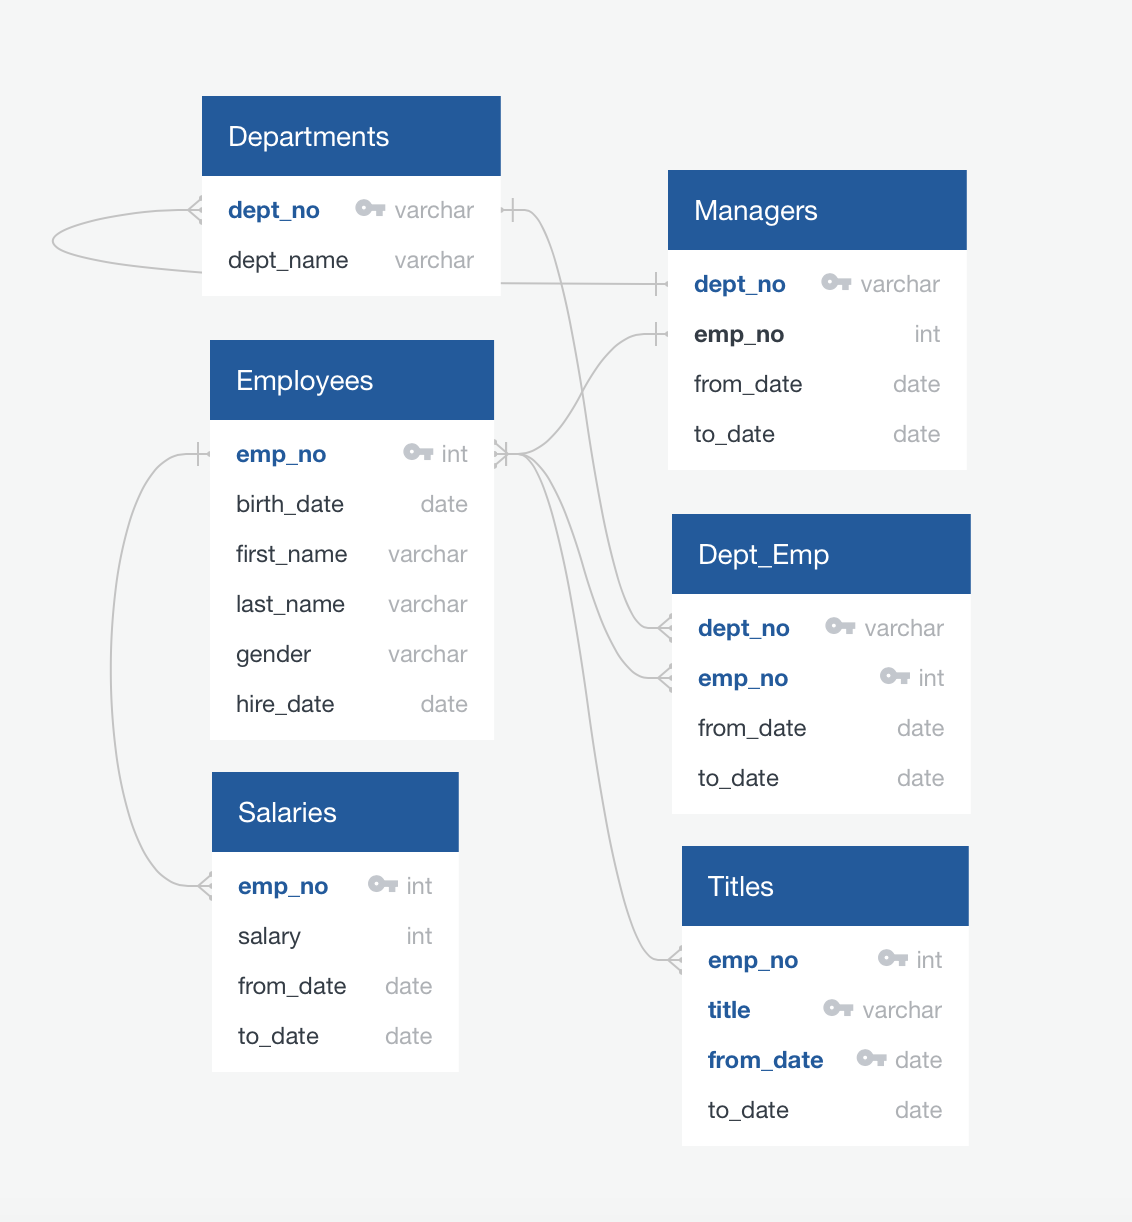 Departments
dept_no varchar
dept_name varchar
Employees
emp_no int
birth_date date
first_name varchar
last_name varchar
gender varchar
hire_date date
Salaries
emp_no int
salary int
from_date date
to_date date
Managers
dept_no varchar
emp_no int
from_date date
to_date date
Dept_Emp
dept_no varchar
emp_no int
from_date date
to_date date
Titles
emp_no int
title varchar
from_date date
to_date date